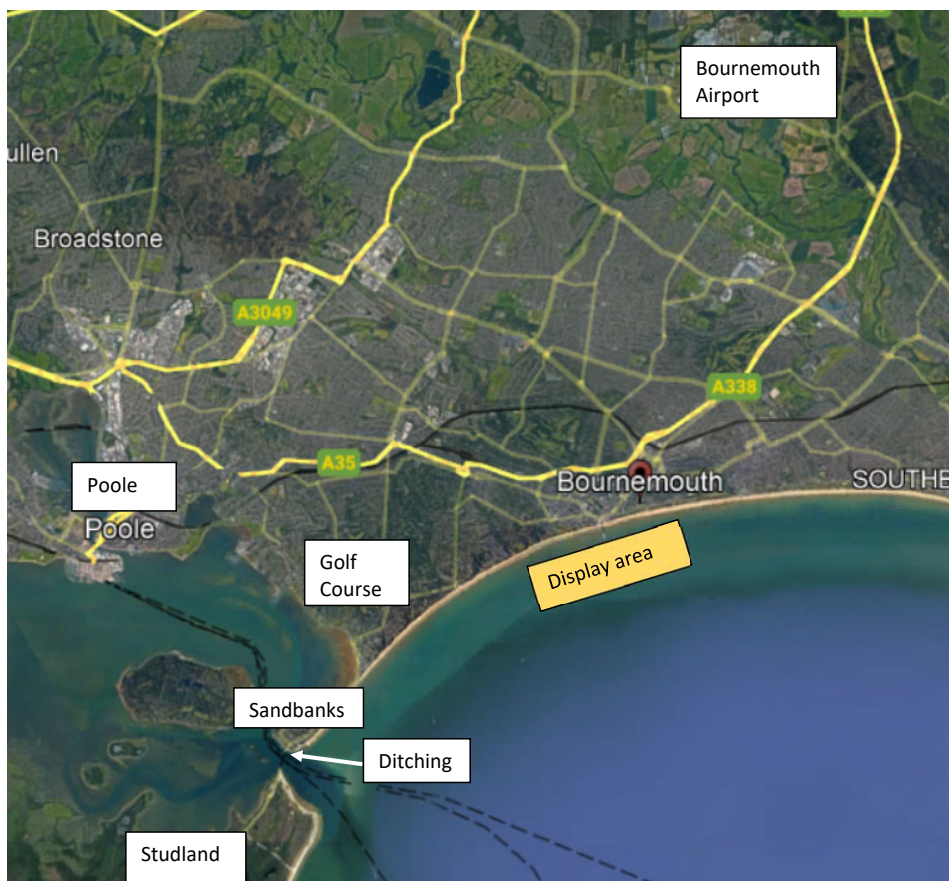 Bournemouth
Airport
ullen
Broadstone
A3049
A338
A35
Bournemouth
SOUTHB
Poole
Poole
Display area
Golf
Course
Sandbanks
Ditching
Studland